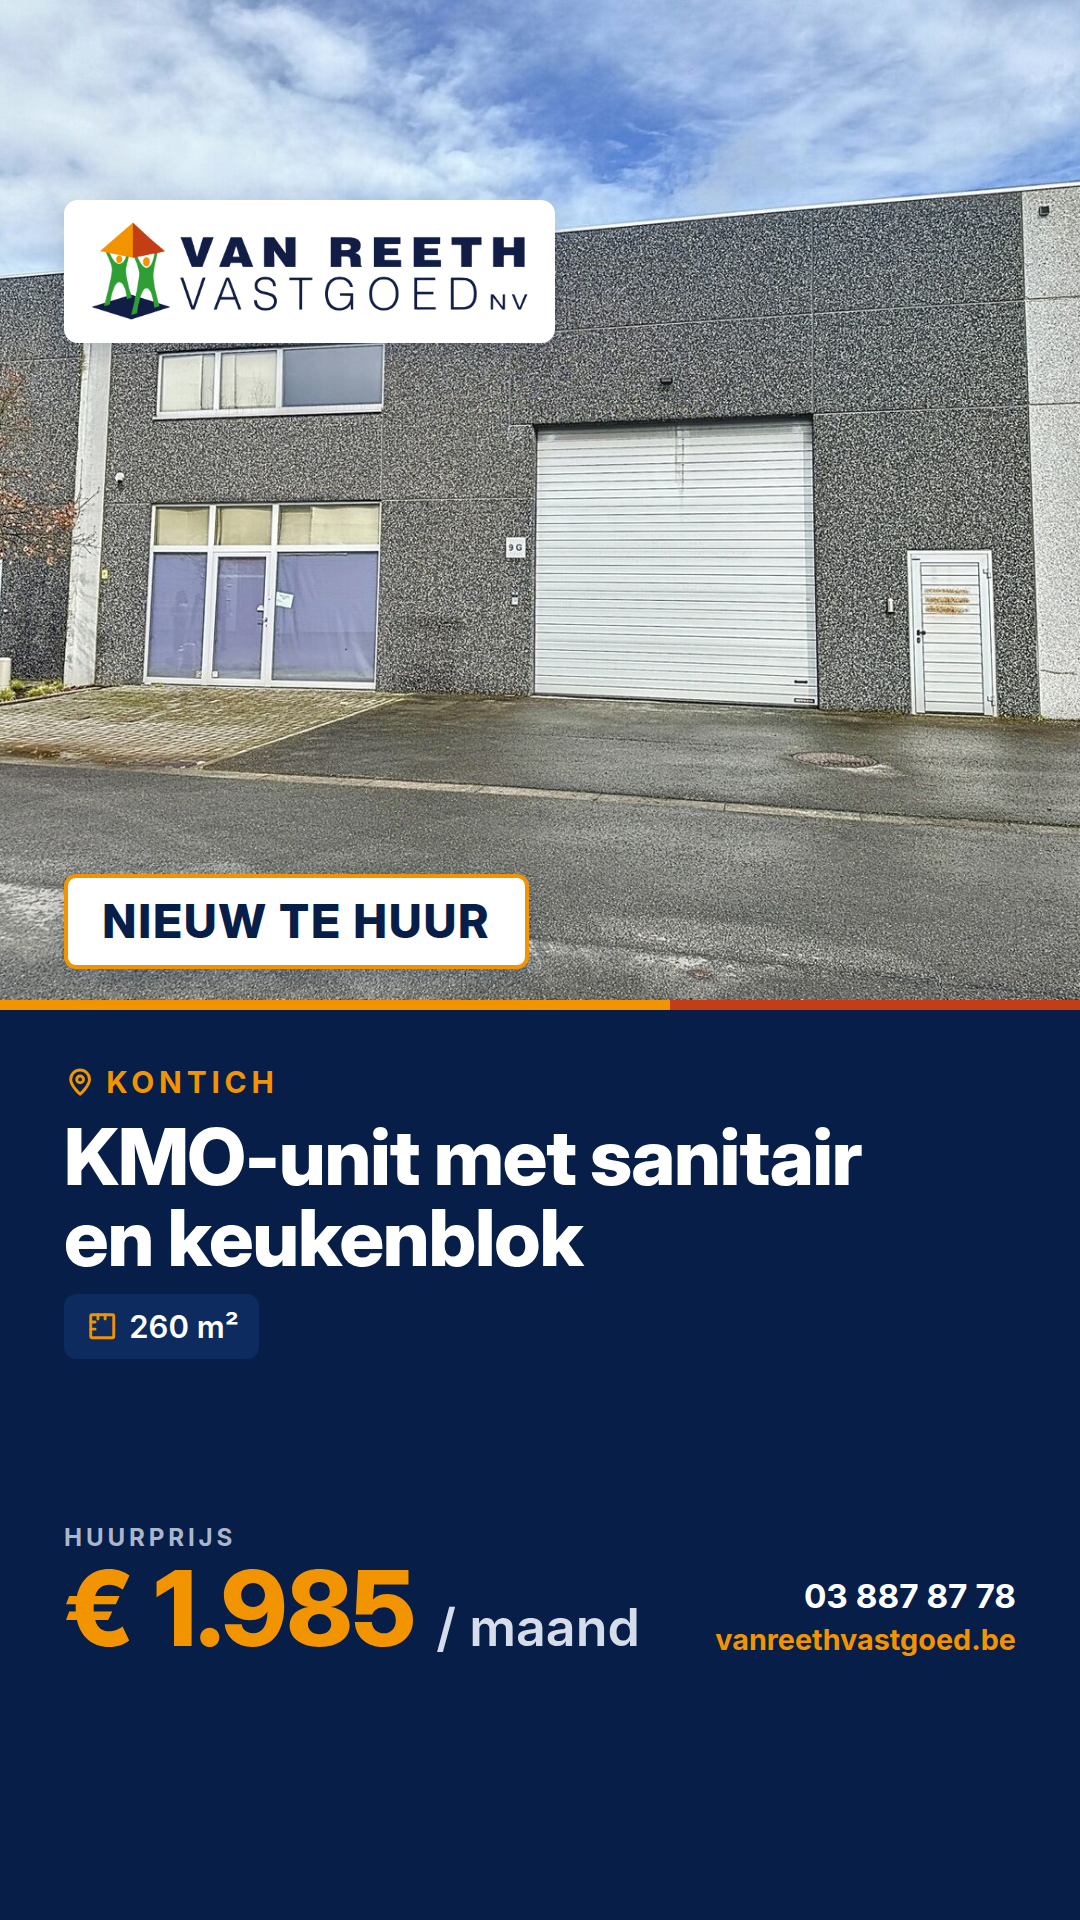 VAN REETH
VASTGOED NV
9 G
NIEUW TE HUUR
KONTICH
KMO-unit met sanitair
en keukenblok
260 m²
HUURPRIJS
€ 1.985 / maand
03 887 87 78
vanreethvastgoed.be